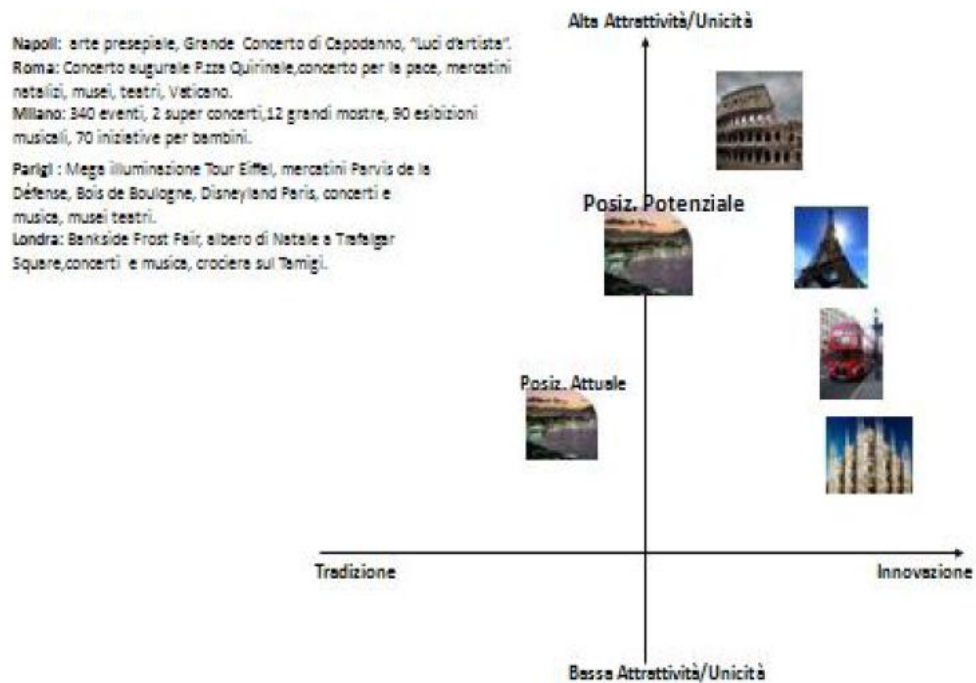 Alta Attrattività/Unicità
Napoli: arte presepiale, Grande Concerto di Capodanno, "Luci d'artista".
Roma: Concerto augurale P.zza Quirinale,concerto per la pace, mercatini
natalizi, musei, teatri, Vaticano.
Milano: 340 eventi, 2 super concerti,12 grandi mostre, 90 esibizioni
musicali, 70 iniziative per bambini.
Parigi : Mega illuminazione Tour Eiffel, mercatini Parvis de la
Défense, Bois de Boulogne, Disneyland Paris, concerti e
musica, musei teatri.
Londra: Bankside Frost Fair, albero di Natale a Trafalgar
Square,concerti e musica, crociera sul Tamigi.
Posiz. Potenziale
Posiz. Attuale
Tradizione
Innovazione
Bassa Attrattività/Unicità